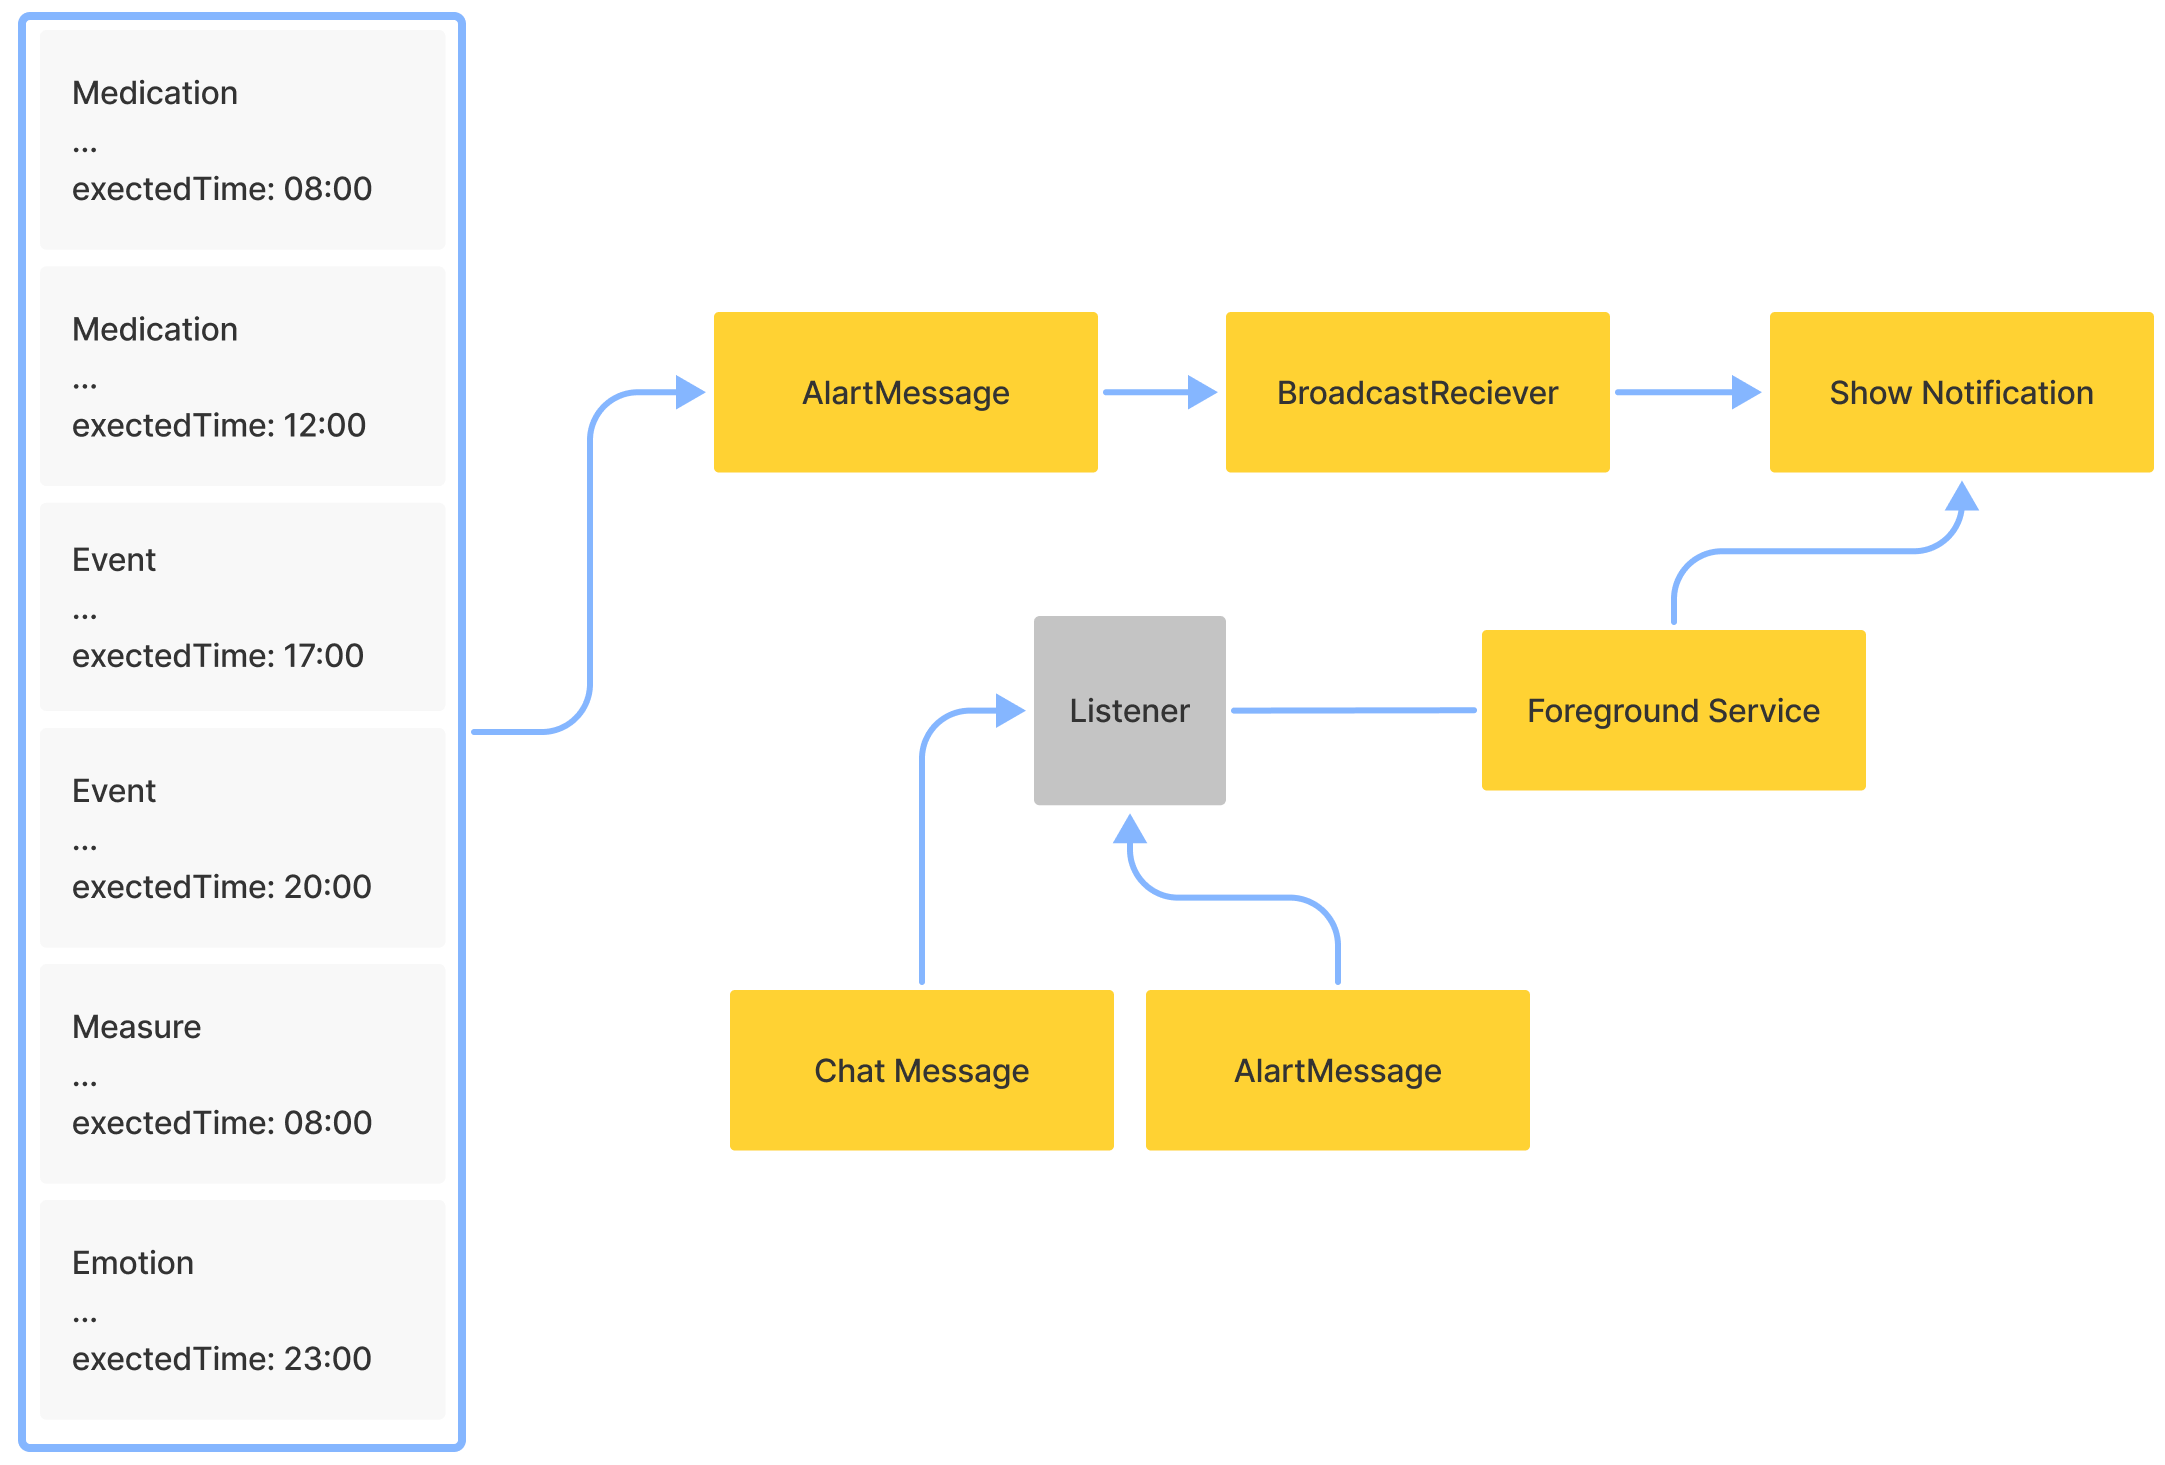 Medication
...
exectedTime: 08:00
Medication
...
exectedTime: 12:00
Event
...
exectedTime: 17:00
Event
...
exectedTime: 20:00
Measure
...
exectedTime: 08:00
Emotion
...
exectedTime: 23:00
AlartMessage
BroadcastReciever
Show Notification
Listener
Foreground Service
Chat Message
AlartMessage